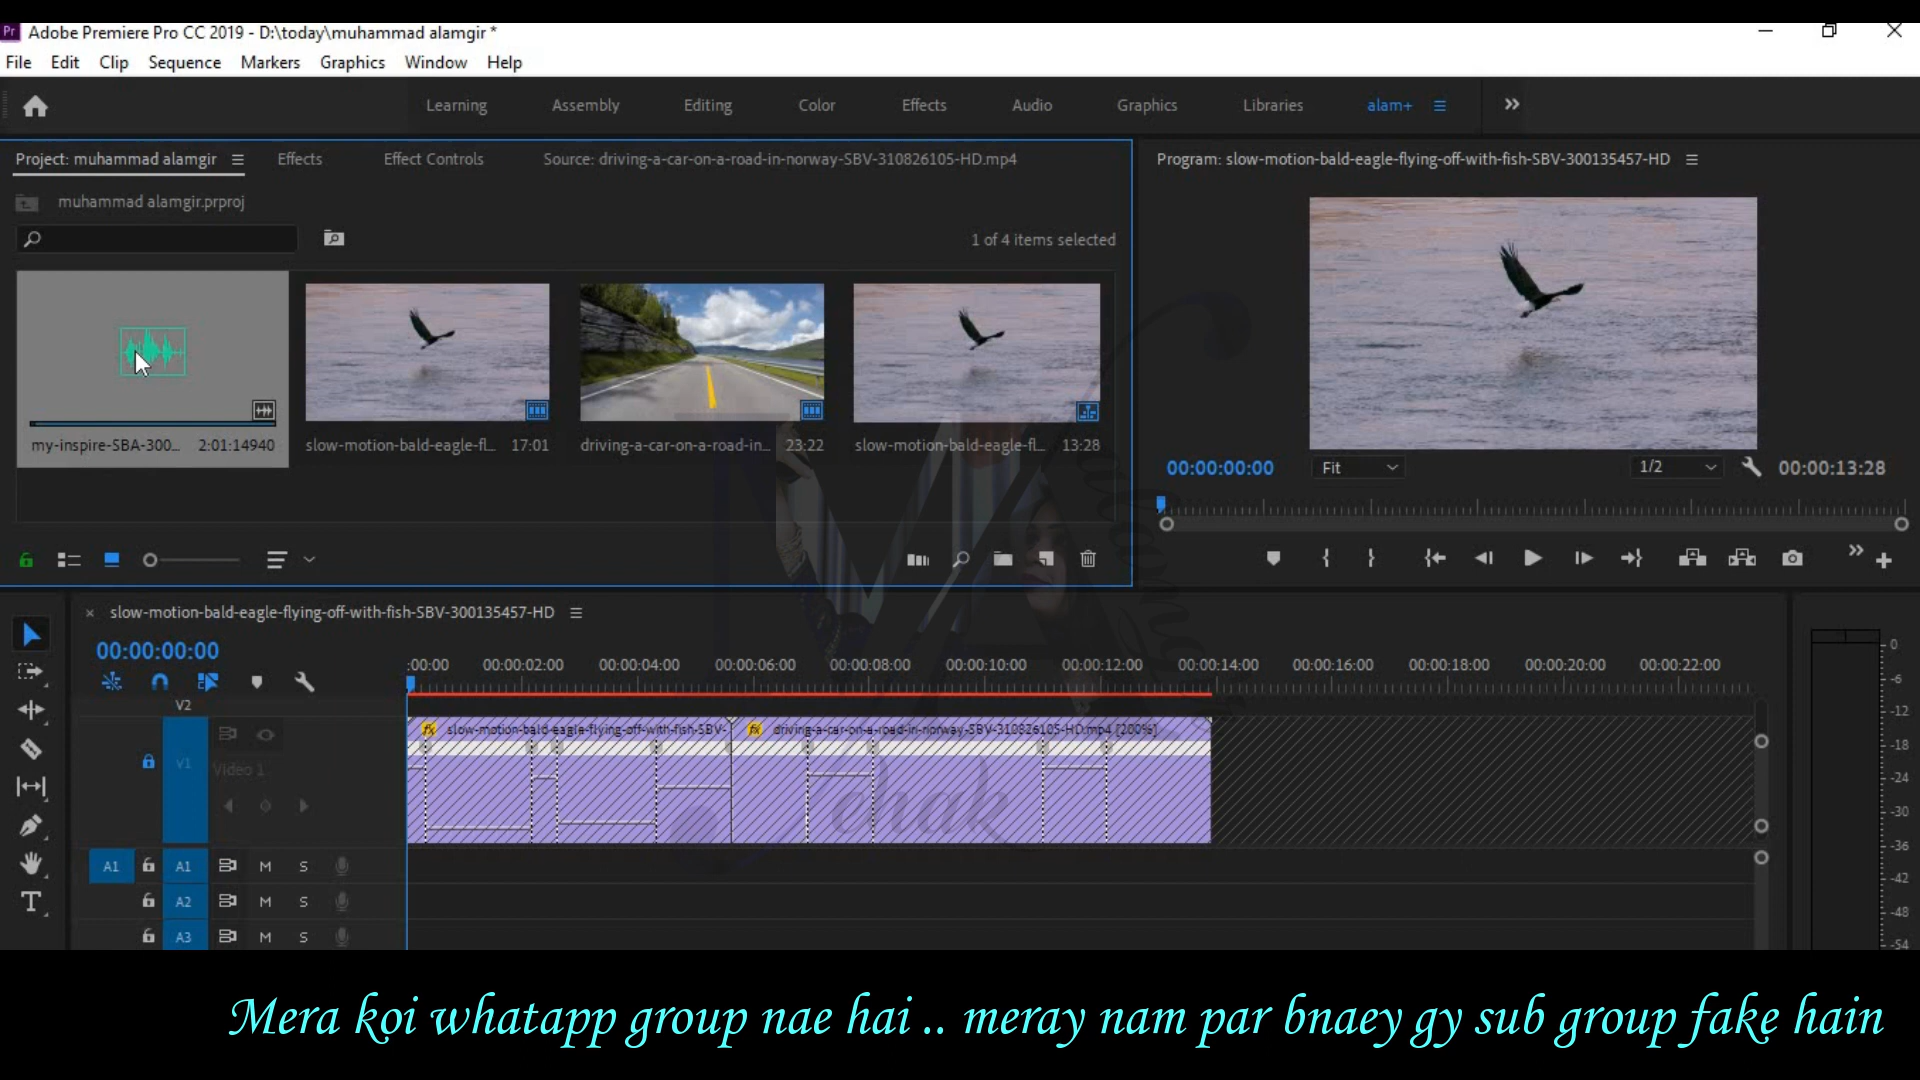 Pr Adobe Premiere Pro CC 2019 - D:\today\muhammad alamgir *
File Edit Clip Sequence Markers Graphics Window Help
Learning Assembly Editing Color Effects Audio Graphics Libraries alam+
Project: muhammad alamgir Effects Effect Controls Source: driving-a-car-on-a-road-in-norway-SBV-310826105-HD.mp4
Program: slow-motion-bald-eagle-flying-off-with-fish-SBV-300135457-HD
muhammad alamgir.prproj
1 of 4 items selected
my-inspire-SBA-300... 2:01:14940 slow-motion-bald-eagle-fl... 17:01 driving-a-car-on-a-road-in... 23:22 slow-motion-bald-eagle-fl... 13:28
00:00:00:00 Fit 1/2 00:00:13:28
slow-motion-bald-eagle-flying-off-with-fish-SBV-300135457-HD
00:00:00:00
:00:00 00:00:02:00 00:00:04:00 00:00:06:00 00:00:08:00 00:00:10:00 00:00:12:00 00:00:14:00 00:00:16:00 00:00:18:00 00:00:20:00 00:00:22:00
V2
fx slow-motion-bald-eagle-flying-off-with-fish-SBV- fx driving-a-car-on-a-road-in-norway-SBV-310826105-HD.mp4 [200%]
V1 Video 1
A1 A1 M S
A2 M S
A3 M S
T
0
-6
-12
-18
-24
-30
-36
-42
-48
-54
chak
Mera koi whatapp group nae hai .. meray nam par bnaey gy sub group fake hain